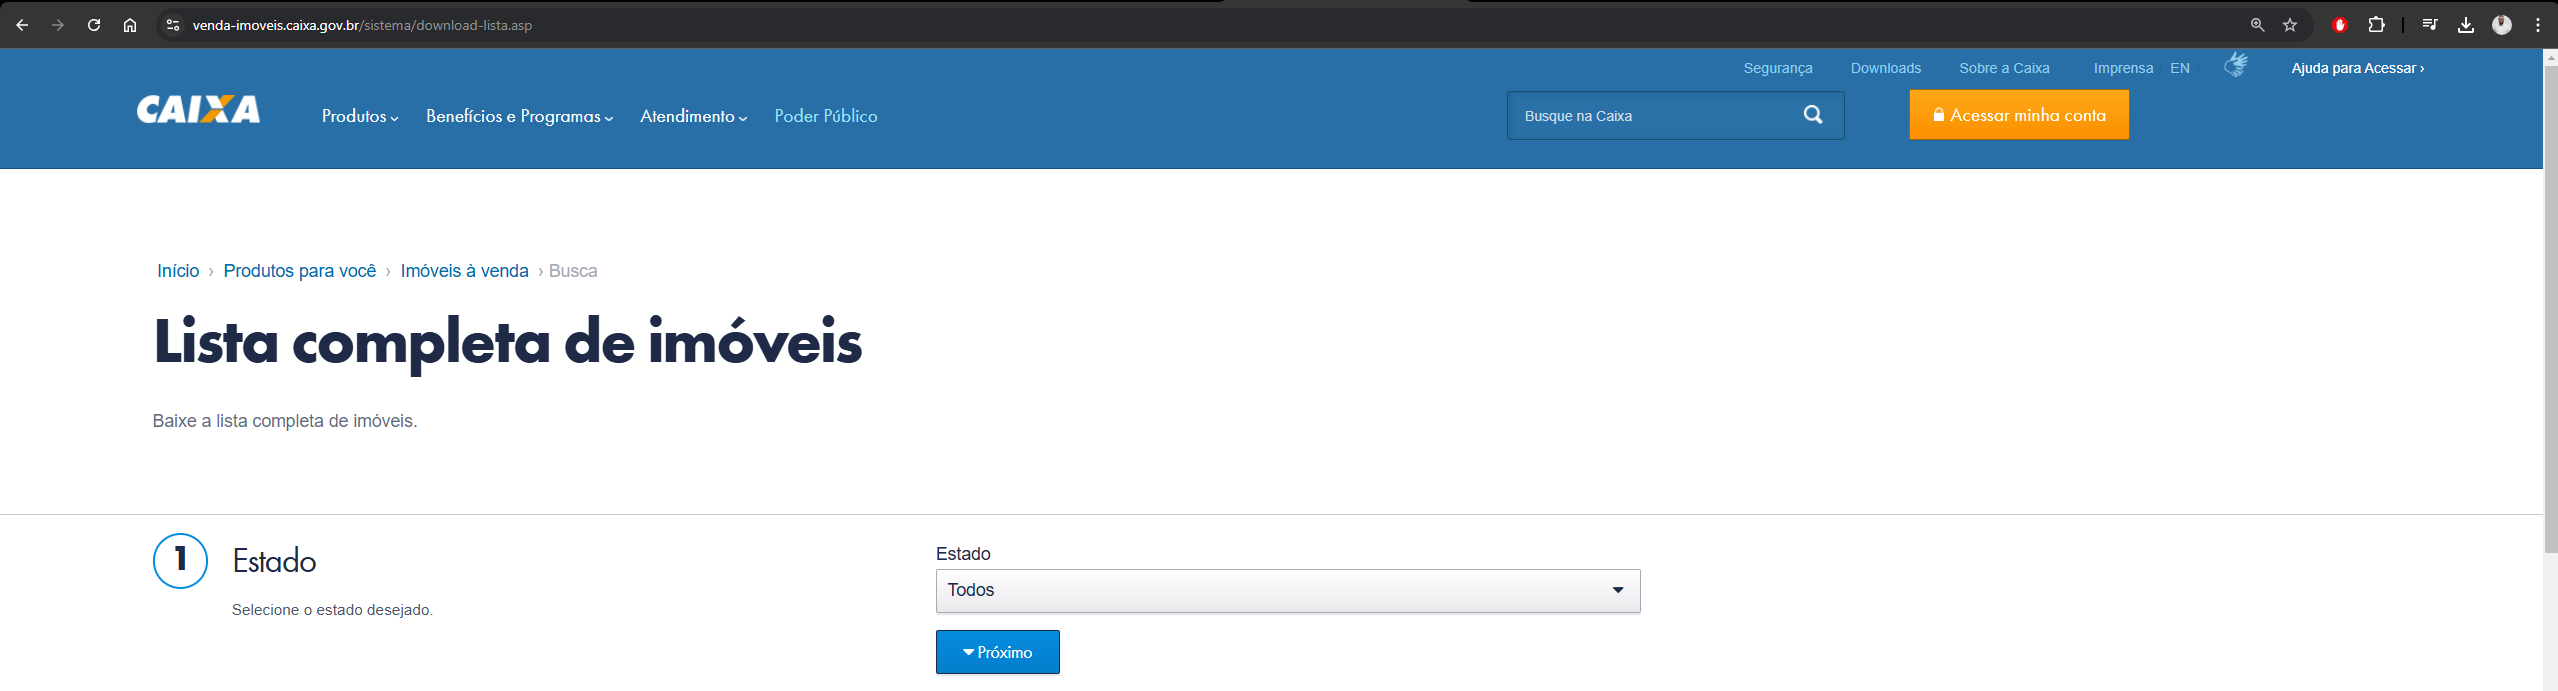 venda-imoveis.caixa.gov.br/sistema/download-lista.asp
Segurança Downloads Sobre a Caixa Imprensa EN Ajuda para Acessar ›
CAIXA Produtos Benefícios e Programas Atendimento Poder Público Busque na Caixa Acessar minha conta
Início › Produtos para você › Imóveis à venda › Busca
Lista completa de imóveis
Baixe a lista completa de imóveis.
1 Estado
Selecione o estado desejado.
Estado
Todos
Próximo